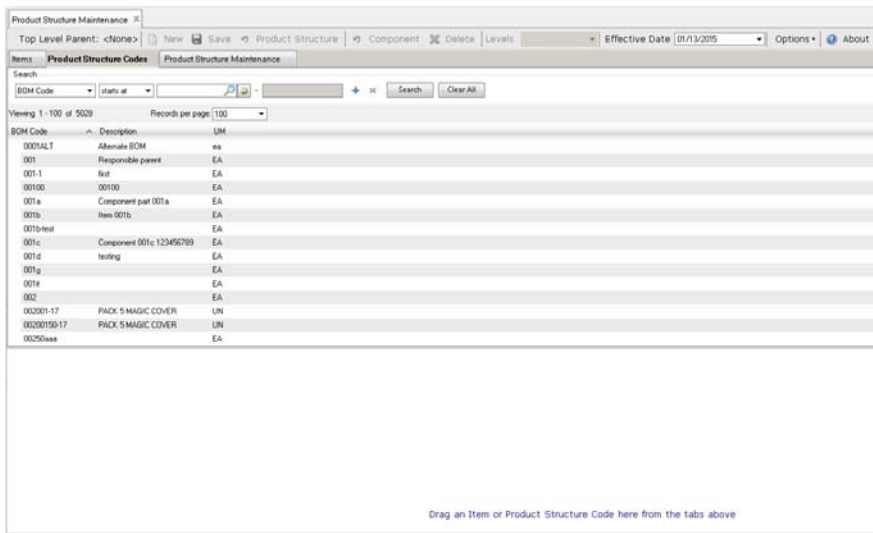 Product Structure Maintenance
Top Level Parent: <None> New Save Product Structure Component Delete Levels Effective Date 01/13/2015 Options About
Items Product Structure Codes Product Structure Maintenance
Search
BOM Code starts at - Search Clear All
Viewing 1 - 100 of 5028 Records per page: 100
BOM Code Description UM
0001ALT Alternate BOM ea
001 Responsible parent EA
001-1 first EA
00100 00100 EA
001a Component part 001a EA
001b Item 001b EA
001b-test EA
001c Component 001c 123456789 EA
001d testing EA
001g EA
EA
002 EA
002001-17 PACK 5 MAGIC COVER UN
00200150-17 PACK 5 MAGIC COVER UN
00250aaa EA
Drag an Item or Product Structure Code here from the tabs above